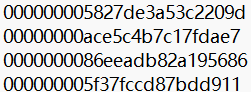 000000005827de3a53c2209d
00000000ace5c4b7c17fdae7
0000000086eeadb82a195686
000000005f37fccd87bdd911